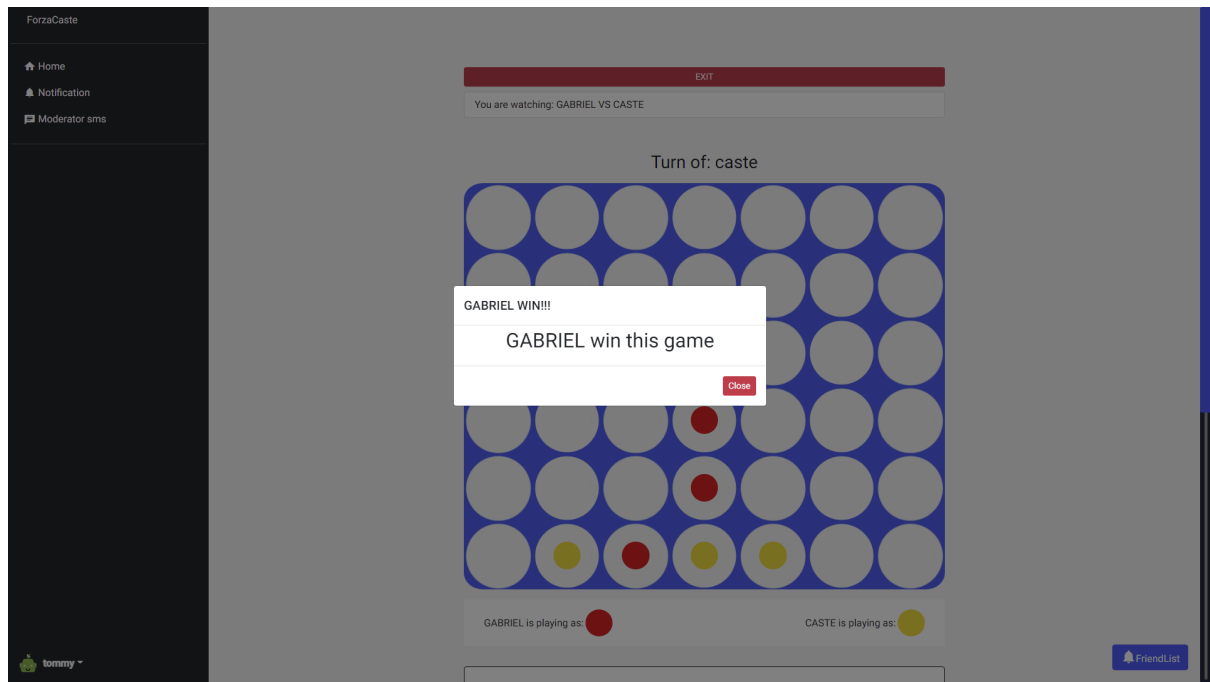 ForzaCaste
Home
Notification
Moderator sms
EXIT
You are watching: GABRIEL VS CASTE
Turn of: caste
GABRIEL WIN!!!
GABRIEL win this game
Close
GABRIEL is playing as:
CASTE is playing as:
tommy
FriendList